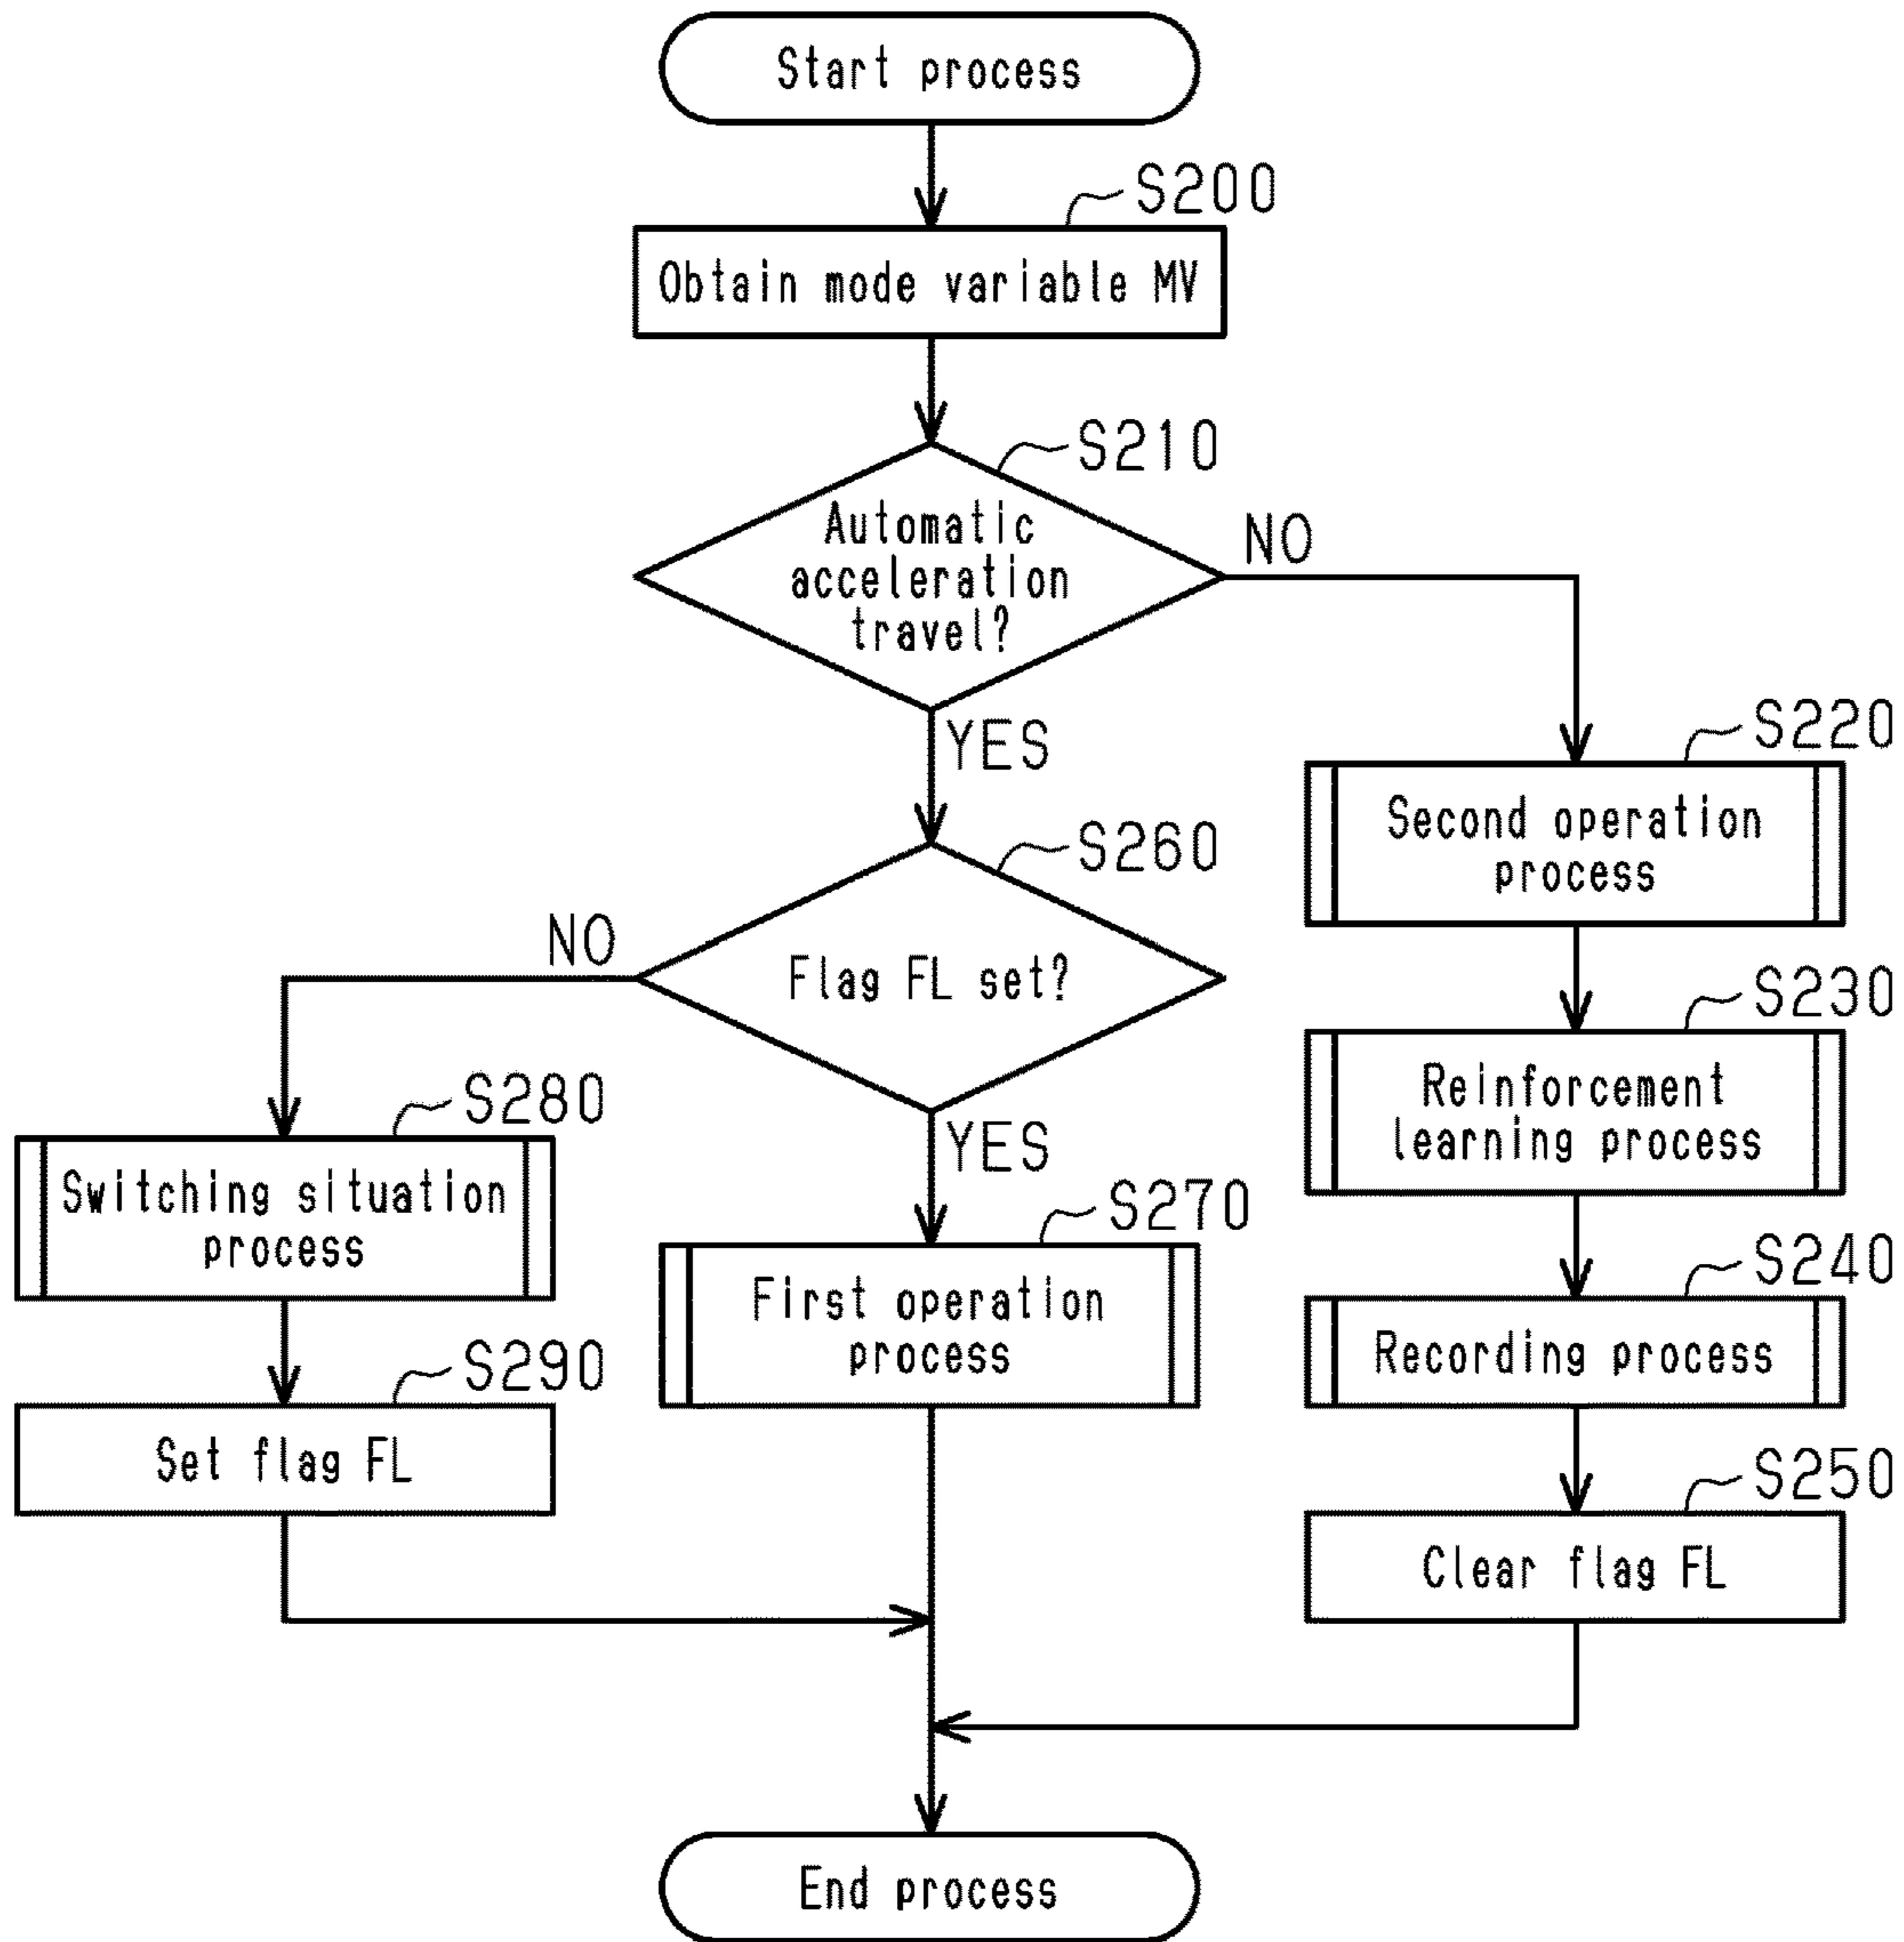 Start process
S200
Obtain mode variable MV
S210
Automatic
acceleration
travel?
NO
YES
S220
Second operation
process
S260
Flag FL set?
NO
YES
S230
Reinforcement
learning process
S280
Switching situation
process
S270
First operation
process
S240
Recording process
S290
Set flag FL
S250
Clear flag FL
End process